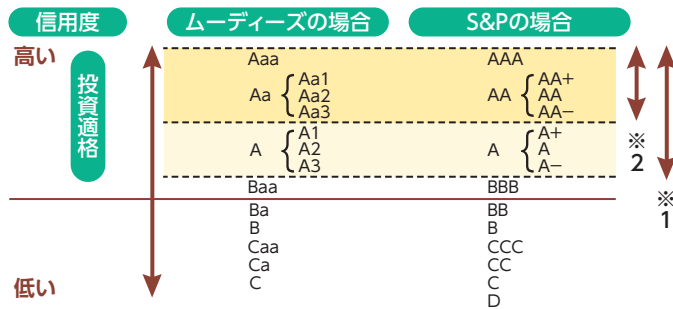 信用度 ムーディーズの場合 S&Pの場合
高い
投資適格
Aaa AAA
Aa Aa1 Aa2 Aa3 AA AA+ AA AA−
A A1 A2 A3 A A+ A A−
Baa BBB
Ba BB
B B
Caa CCC
Ca CC
C C
D
低い
※2
※1